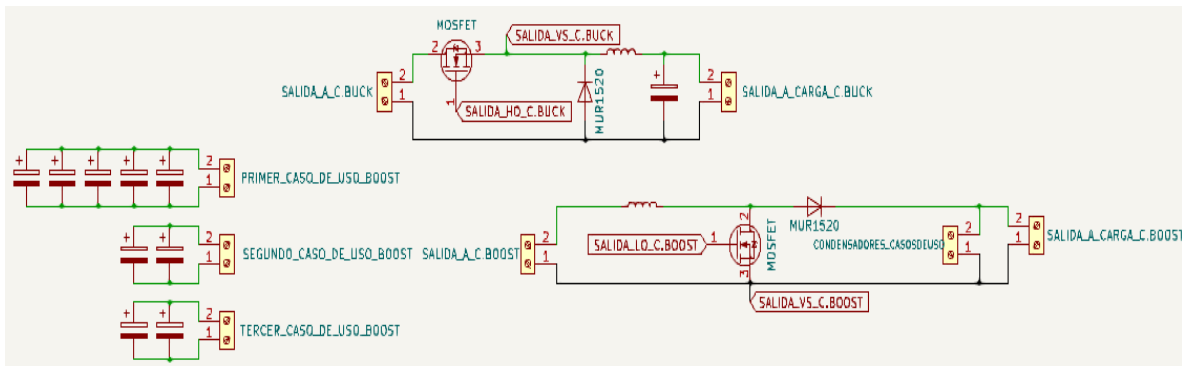 MOSFET
SALIDA_VS_C.BUCK
2
3
SALIDA_A_C.BUCK
2
1
1
SALIDA_HO_C.BUCK
MUR1520
+
2
1
SALIDA_A_CARGA_C.BUCK
+
+
+
+
+
2
1
PRIMER_CASO_DE_USO_BOOST
+
+
2
1
SEGUNDO_CASO_DE_USO_BOOST
+
+
2
1
TERCER_CASO_DE_USO_BOOST
SALIDA_A_C.BOOST
2
1
SALIDA_LO_C.BOOST
1
2
3
MOSFET
MUR1520
SALIDA_VS_C.BOOST
CONDENSADORES_CASOSDEUSO
2
1
2
1
SALIDA_A_CARGA_C.BOOST